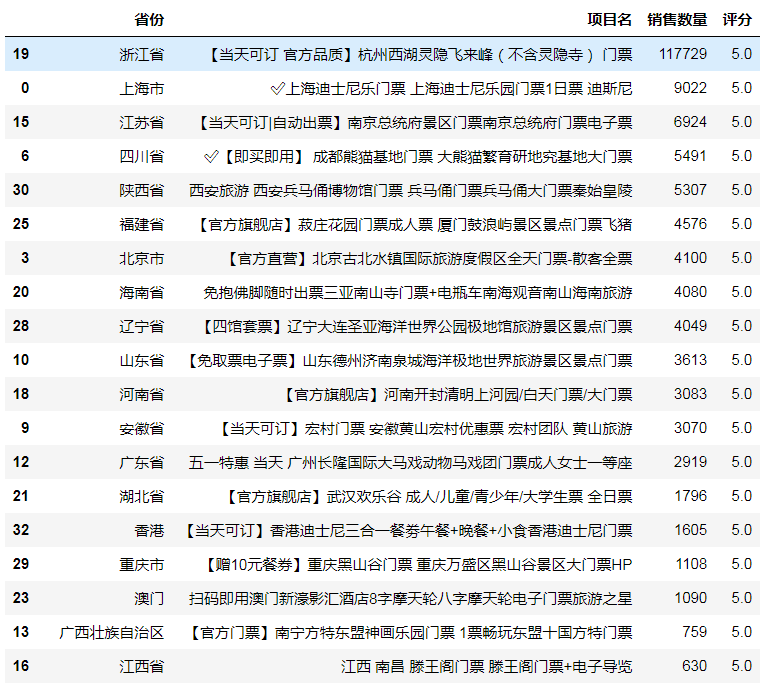 省份 项目名 销售数量 评分
19 浙江省 【当天可订 官方品质】杭州西湖灵隐飞来峰（不含灵隐寺） 门票 117729 5.0
0 上海市 ✅上海迪士尼乐门票 上海迪士尼乐园门票1日票 迪斯尼 9022 5.0
15 江苏省 【当天可订|自动出票】南京总统府景区门票南京总统府门票电子票 6924 5.0
6 四川省 ✅【即买即用】 成都熊猫基地门票 大熊猫繁育研地究基地大门票 5491 5.0
30 陕西省 西安旅游 西安兵马俑博物馆门票 兵马俑门票兵马俑大门票秦始皇陵 5307 5.0
25 福建省 【官方旗舰店】菽庄花园门票成人票 厦门鼓浪屿景区景点门票飞猪 4576 5.0
3 北京市 【官方直营】北京古北水镇国际旅游度假区全天门票-散客全票 4100 5.0
20 海南省 免抱佛脚随时出票三亚南山寺门票+电瓶车南海观音南山海南旅游 4080 5.0
28 辽宁省 【四馆套票】辽宁大连圣亚海洋世界公园极地馆旅游景区景点门票 4049 5.0
10 山东省 【免取票电子票】山东德州济南泉城海洋极地世界旅游景区景点门票 3613 5.0
18 河南省 【官方旗舰店】河南开封清明上河园/白天门票/大门票 3083 5.0
9 安徽省 【当天可订】宏村门票 安徽黄山宏村优惠票 宏村团队 黄山旅游 3070 5.0
12 广东省 五一特惠 当天 广州长隆国际大马戏动物马戏团门票成人女士一等座 2919 5.0
21 湖北省 【官方旗舰店】武汉欢乐谷 成人/儿童/青少年/大学生票 全日票 1796 5.0
32 香港 【当天可订】香港迪士尼三合一餐券午餐+晚餐+小食香港迪士尼门票 1605 5.0
29 重庆市 【赠10元餐券】重庆黑山谷门票 重庆万盛区黑山谷景区大门票HP 1108 5.0
23 澳门 扫码即用澳门新濠影汇酒店8字摩天轮八字摩天轮电子门票旅游之星 1090 5.0
13 广西壮族自治区 【官方门票】南宁方特东盟神画乐园门票 1票畅玩东盟十国方特门票 759 5.0
16 江西省 江西 南昌 滕王阁门票 滕王阁门票+电子导览 630 5.0